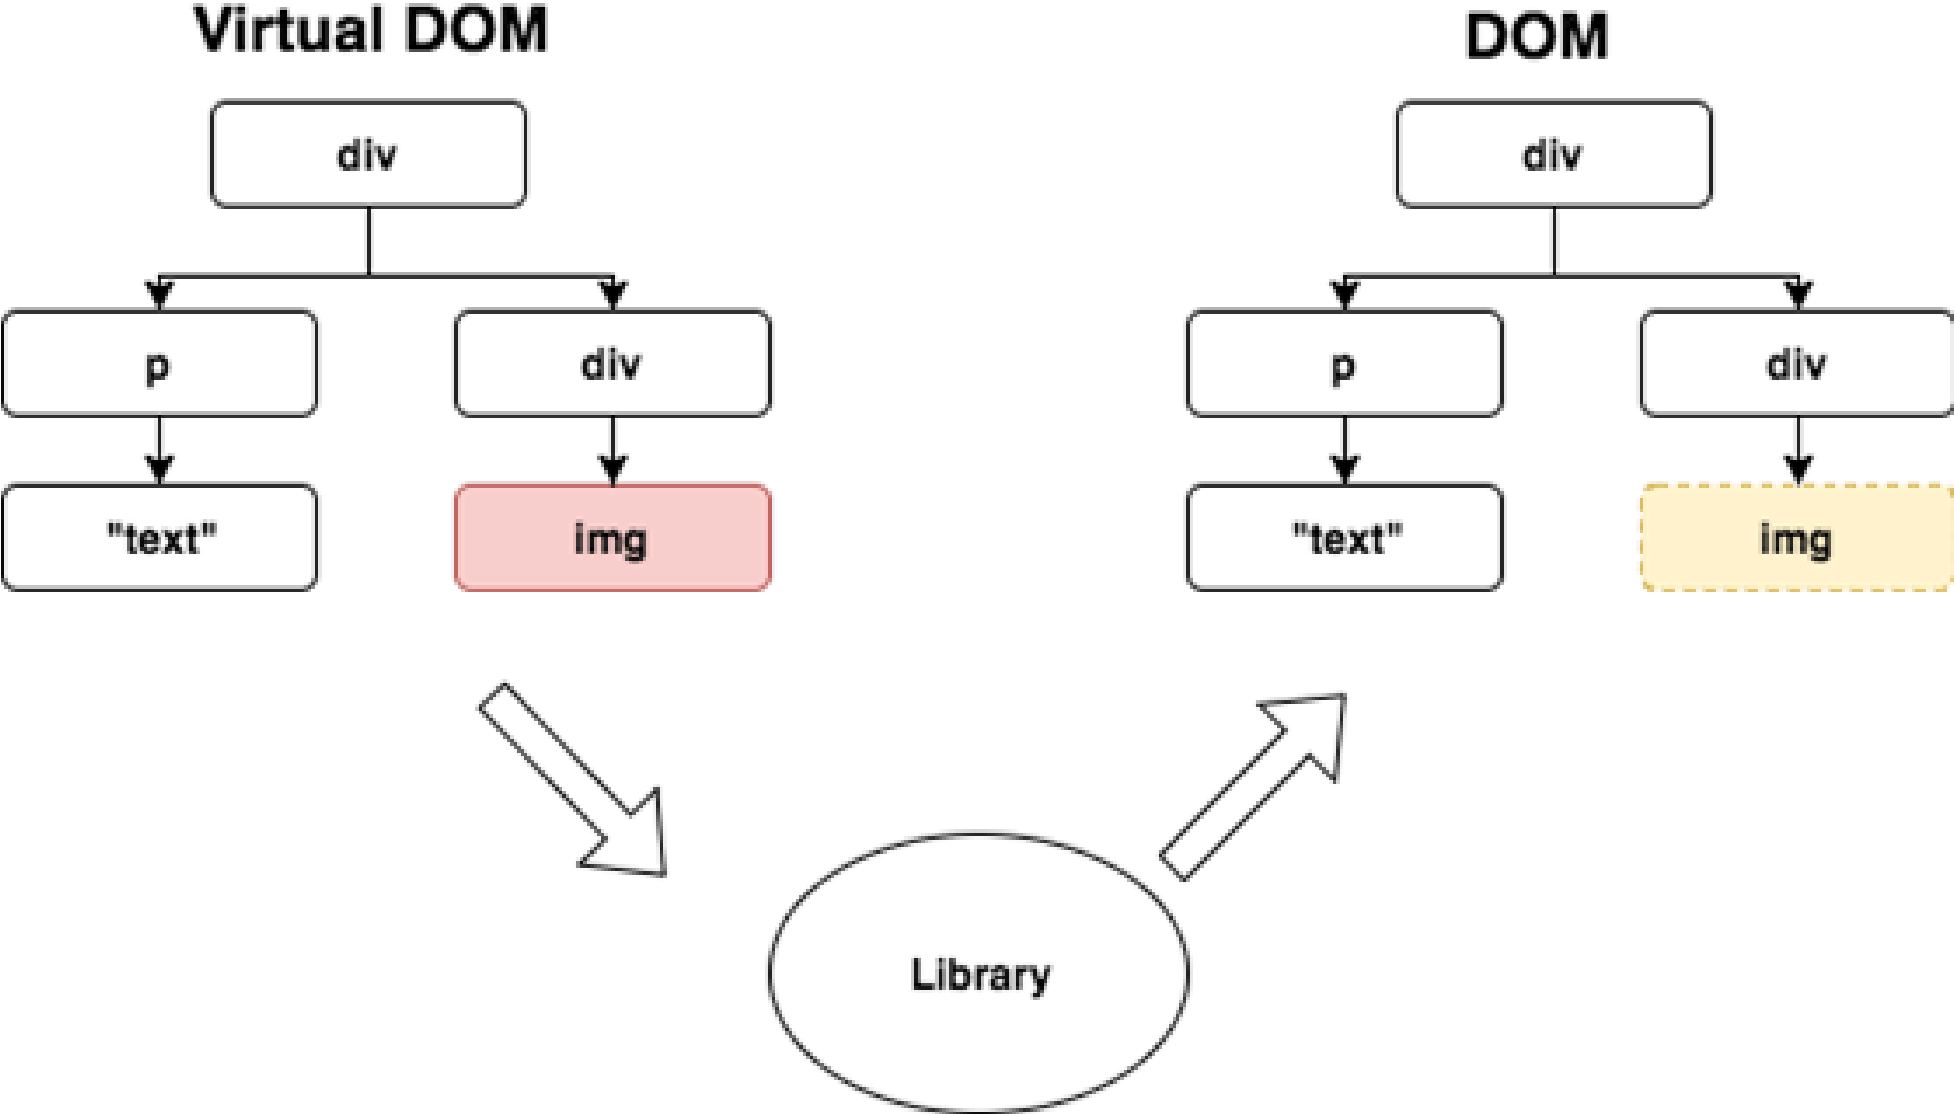 Virtual DOM
div
p
div
"text"
img
DOM
div
p
div
"text"
img
Library